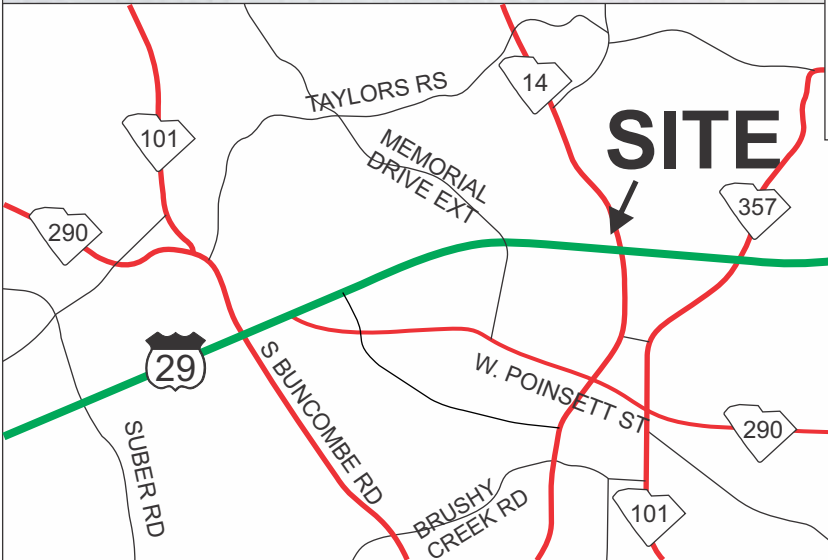 TAYLORS RS
14
101
SITE
MEMORIAL
DRIVE EXT
357
290
29
S BUNCOMBE RD
W. POINSETT ST
SUBER RD
290
BRUSHY
CREEK RD
101